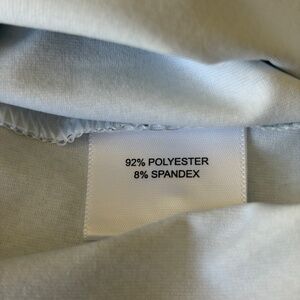 92% POLYESTER
8% SPANDEX